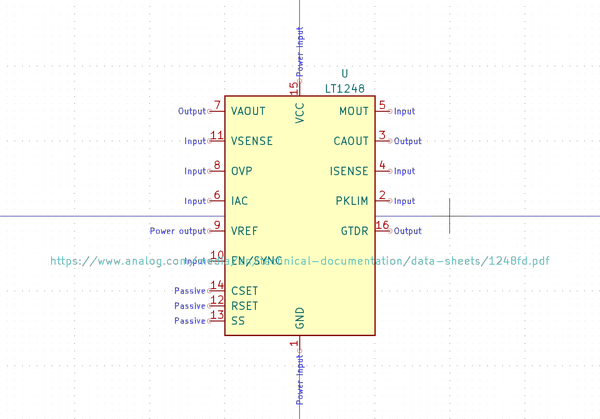 Power input
15
VCC
U
LT1248
Output 7 VAOUT MOUT 5 Input
Input 11 VSENSE CAOUT 3 Output
Input 8 OVP ISENSE 4 Input
Input 6 IAC PKLIM 2 Input
Power output 9 VREF GTDR 16 Output
Input 10 EN/SYNC
https://www.analog.com/media/en/technical-documentation/data-sheets/1248fd.pdf
Passive 14 CSET
Passive 12 RSET
Passive 13 SS
GND
1
Power input